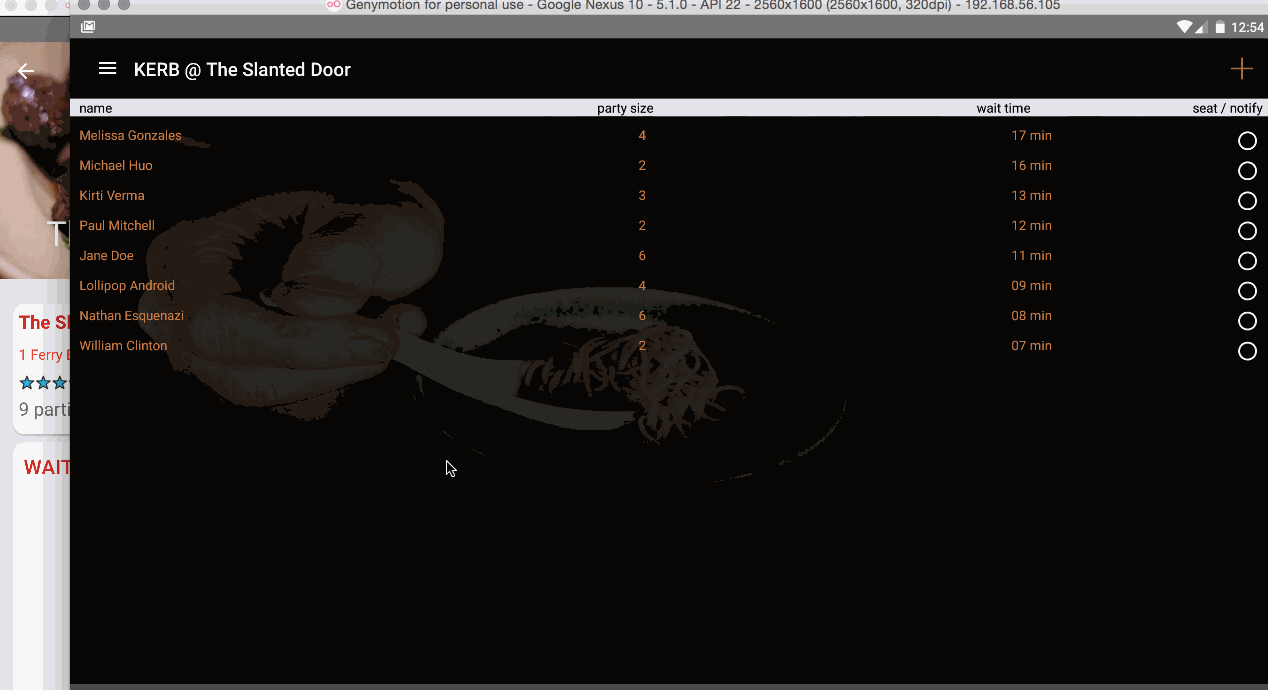 Genymotion for personal use - Google Nexus 10 - 5.1.0 - API 22 - 2560x1600 (2560x1600, 320dpi) - 192.168.56.105
12:54
KERB @ The Slanted Door
name party size wait time seat / notify
Melissa Gonzales 4 17 min
Michael Huo 2 16 min
Kirti Verma 3 13 min
Paul Mitchell 2 12 min
Jane Doe 6 11 min
Lollipop Android 4 09 min
Nathan Esquenazi 6 08 min
William Clinton 2 07 min
T
The Sl
1 Ferry
9 parti
WAIT